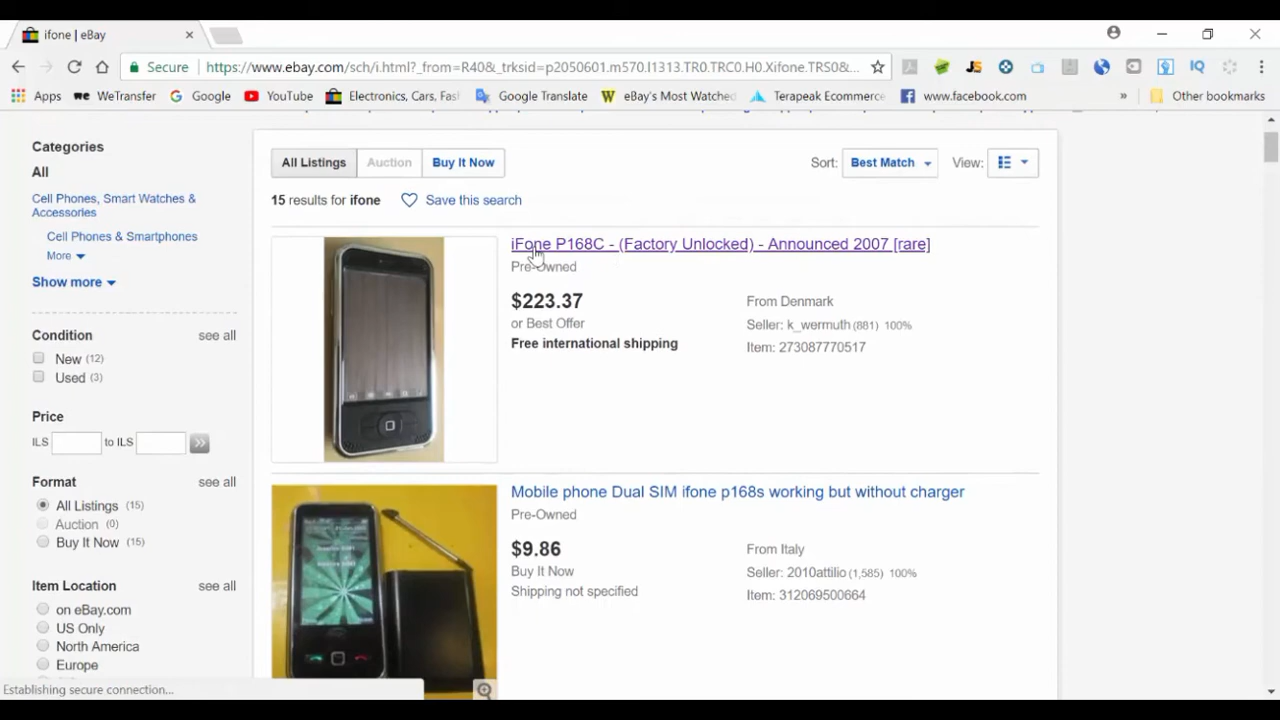 ifone | eBay
Secure https://www.ebay.com/sch/i.html?_from=R40&_trksid=p2050601.m570.l1313.TR0.TRC0.H0.Xifone.TRS0&...
Apps WeTransfer Google YouTube Electronics, Cars, Fas Google Translate eBay's Most Watched Terapeak Ecommerce www.facebook.com » Other bookmarks
Categories
All
Cell Phones, Smart Watches & Accessories
Cell Phones & Smartphones
More
Show more
Condition see all
New (12)
Used (3)
Price
ILS to ILS >>
Format see all
All Listings (15)
Auction (0)
Buy It Now (15)
Item Location see all
on eBay.com
US Only
North America
Europe
All Listings Auction Buy It Now Sort: Best Match View:
15 results for ifone Save this search
iFone P168C - (Factory Unlocked) - Announced 2007 [rare]
Pre-Owned
$223.37 From Denmark
or Best Offer Seller: k_wermuth (881) 100%
Free international shipping Item: 273087770517
Mobile phone Dual SIM ifone p168s working but without charger
Pre-Owned
$9.86 From Italy
Buy It Now Seller: 2010attilio (1,585) 100%
Shipping not specified Item: 312069500664
Establishing secure connection...